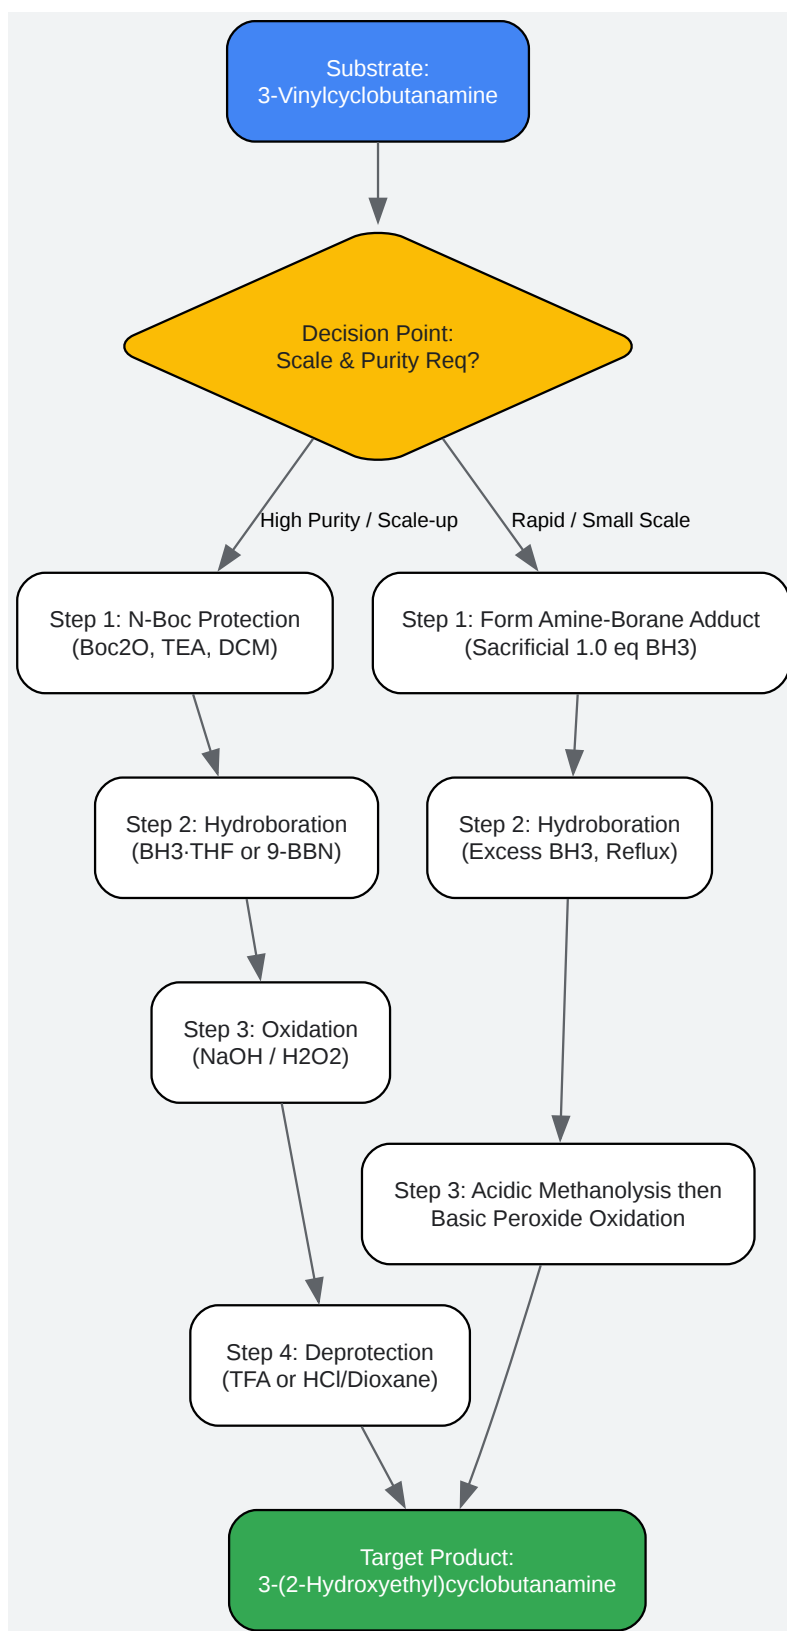 Substrate:
3-Vinylcyclobutanamine
Decision Point:
Scale & Purity Req?
High Purity / Scale-up
Rapid / Small Scale
Step 1: N-Boc Protection
(Boc2O, TEA, DCM)
Step 1: Form Amine-Borane Adduct
(Sacrificial 1.0 eq BH3)
Step 2: Hydroboration
(BH3·THF or 9-BBN)
Step 2: Hydroboration
(Excess BH3, Reflux)
Step 3: Oxidation
(NaOH / H2O2)
Step 3: Acidic Methanolysis then
Basic Peroxide Oxidation
Step 4: Deprotection
(TFA or HCl/Dioxane)
Target Product:
3-(2-Hydroxyethyl)cyclobutanamine